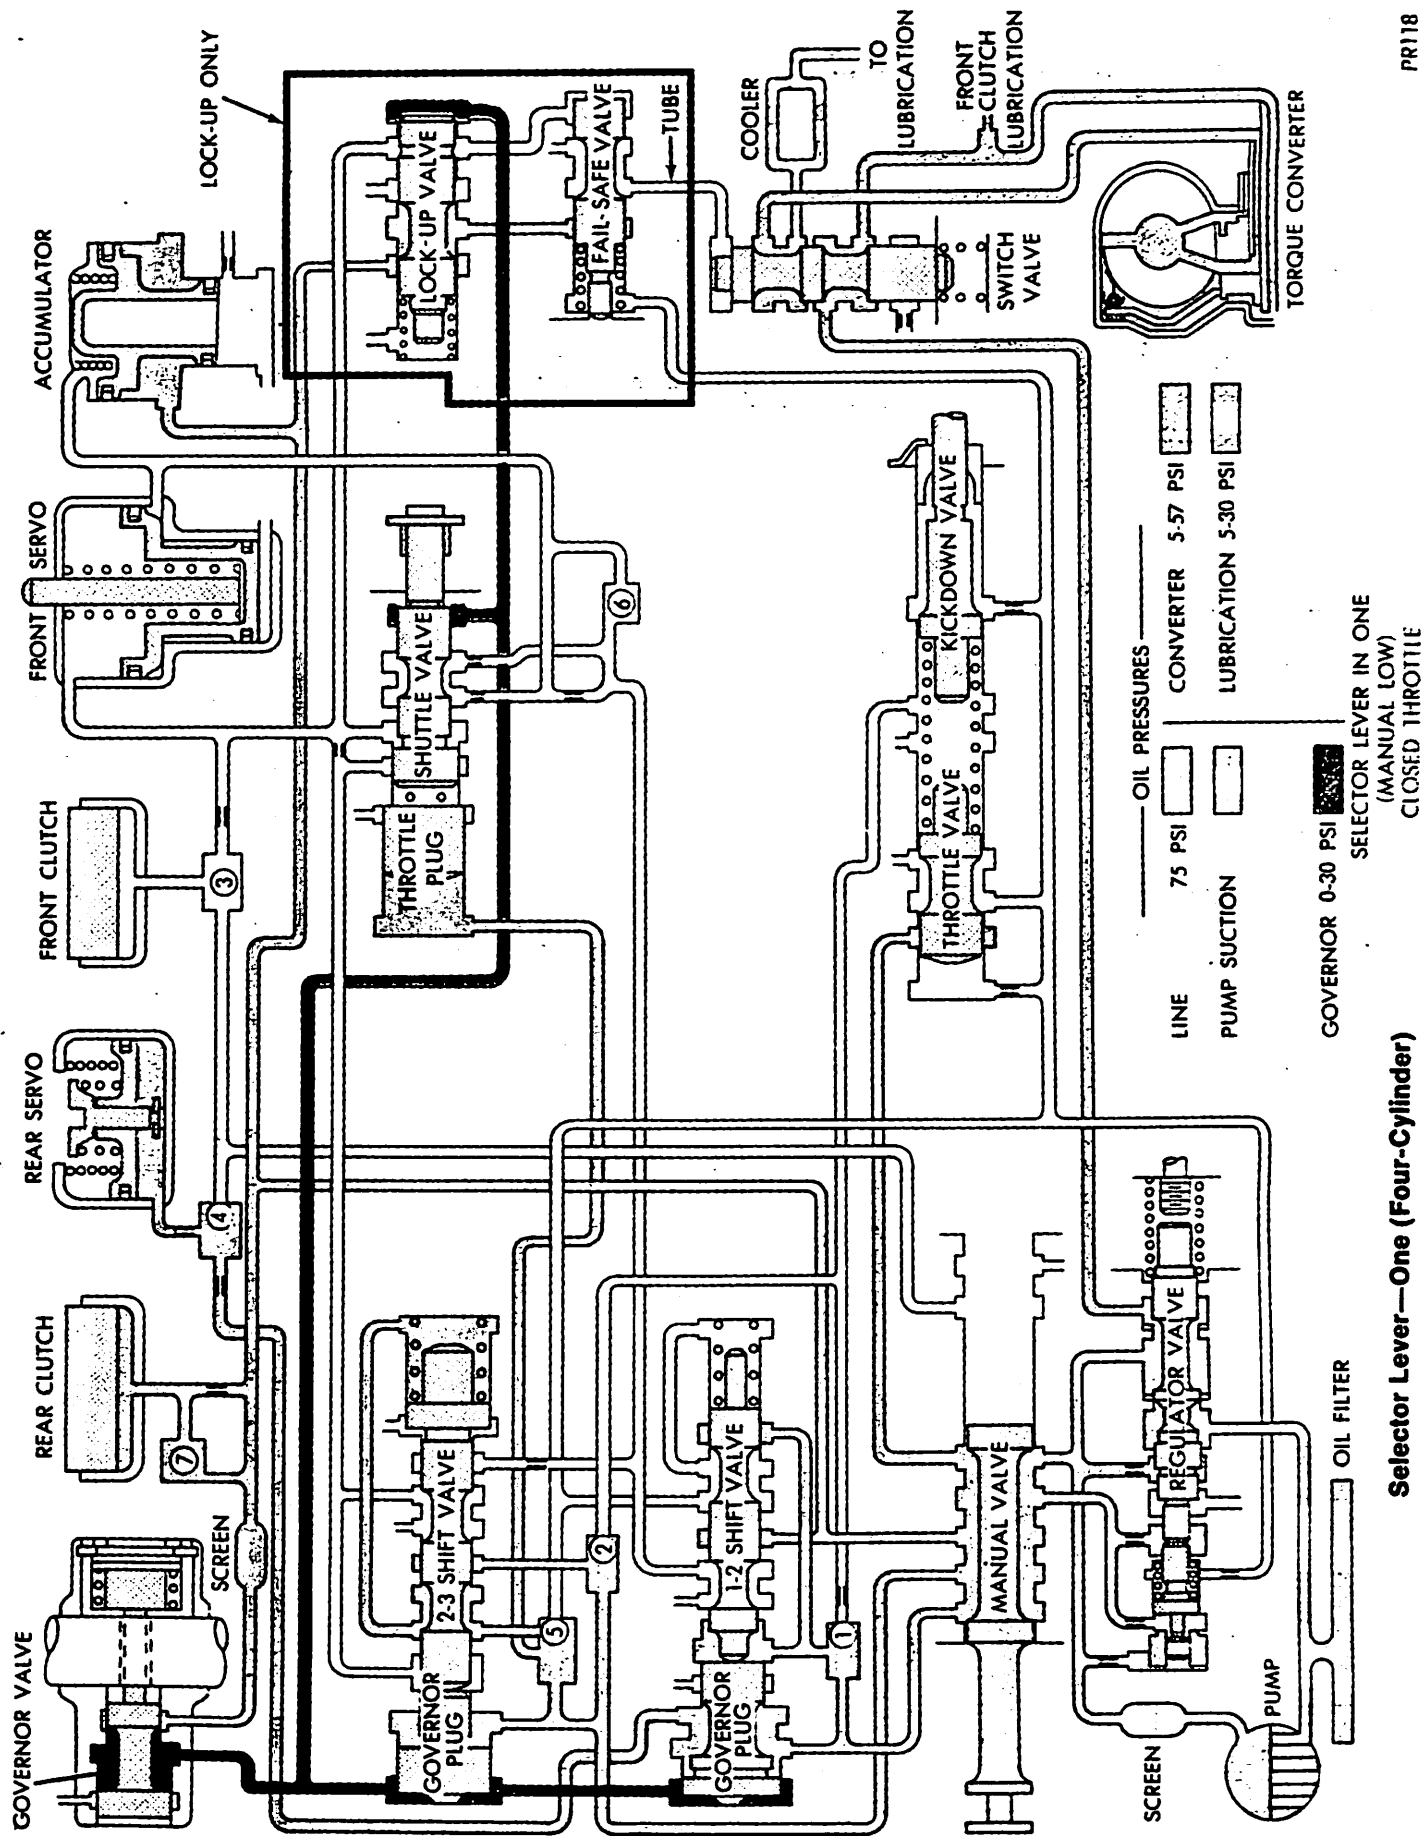 GOVERNOR VALVE
REAR CLUTCH
REAR SERVO
FRONT CLUTCH
FRONT SERVO
ACCUMULATOR
LOCK-UP ONLY
SCREEN
7
4
3
6
GOVERNOR
PLUG
2-3 SHIFT VALVE
THROTTLE
PLUG
SHUTTLE VALVE
LOCK-UP VALVE
FAIL-SAFE VALVE
TUBE
5
2
GOVERNOR
PLUG
1-2 SHIFT VALVE
1
COOLER
TO
LUBRICATION
FRONT
CLUTCH
LUBRICATION
SWITCH
VALVE
THROTTLE VALVE
KICKDOWN VALVE
MANUAL VALVE
REGULATOR VALVE
TORQUE CONVERTER
SCREEN
PUMP
OIL FILTER
OIL PRESSURES
LINE 75 PSI
CONVERTER 5-57 PSI
PUMP SUCTION
LUBRICATION 5-30 PSI
GOVERNOR 0-30 PSI
SELECTOR LEVER IN ONE
(MANUAL LOW)
CLOSED THROTTLE
Selector Lever—One (Four-Cylinder)
PR118